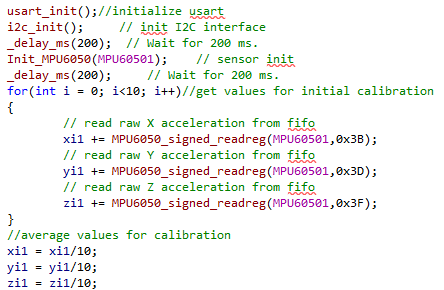 usart_init();//initialize usart
i2c_init();     // init I2C interface
_delay_ms(200);  // Wait for 200 ms.
Init_MPU6050(MPU60501);    // sensor init
_delay_ms(200);     // Wait for 200 ms.
for(int i = 0; i<10; i++)//get values for initial calibration
{
        // read raw X acceleration from fifo
        xi1 += MPU6050_signed_readreg(MPU60501,0x3B);
        // read raw Y acceleration from fifo
        yi1 += MPU6050_signed_readreg(MPU60501,0x3D);
        // read raw Z acceleration from fifo
        zi1 += MPU6050_signed_readreg(MPU60501,0x3F);
}
//average values for calibration
xi1 = xi1/10;
yi1 = yi1/10;
zi1 = zi1/10;